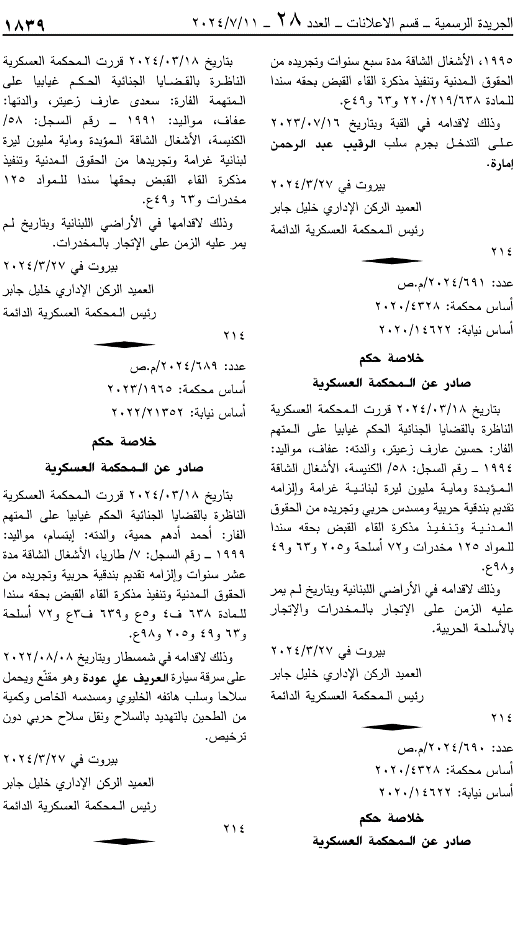 الجريدة الرسمية ــ قسم الاعلانات ــ العدد ٢٨ ــ ٢٠٢٤/٧/١١
١٨٣٩
١٩٩٥، الأشغال الشاقة مدة سبع سنوات وتجريده من
الحقوق المدنية وتنفيذ مذكرة القاء القبض بحقه سندا
للمادة ٢٢٠/٢١٩/٦٣٨ و٦٣ و٤٩ع.
وذلك لاقدامه في القبة وبتاريخ ٢٠٢٣/٠٧/١٦
على التدخل بجرم سلب الرقيب عبد الرحمن
إمارة.
بيروت في ٢٠٢٤/٣/٢٧
العميد الركن الإداري خليل جابر
رئيس المحكمة العسكرية الدائمة
٢١٤
عدد: ٢٠٢٤/٦٩١/م.ص
أساس محكمة: ٢٠٢٠/٤٣٢٨
أساس نيابة: ٢٠٢٠/١٤٦٢٢
خلاصة حكم
صادر عن المحكمة العسكرية
بتاريخ ٢٠٢٤/٠٣/١٨ قررت المحكمة العسكرية
الناظرة بالقضايا الجنائية الحكم غيابيا على المتهم
الفار: حسين عارف زعيتر، والدته: عفاف، مواليد:
١٩٩٤ ــ رقم السجل: ٥٨/ الكنيسة، الأشغال الشاقة
المؤبدة وماية مليون ليرة لبنانية غرامة وإلزامه
تقديم بندقية حربية ومسدس حربي وتجريده من الحقوق
المدنية وتنفيذ مذكرة القاء القبض بحقه سندا
للمواد ١٢٥ مخدرات و٧٢ أسلحة و٢٠٥ و٦٣ و٤٩
و٩٨ع.
وذلك لاقدامه في الأراضي اللبنانية وبتاريخ لم يمر
عليه الزمن على الإتجار بالمخدرات والإتجار
بالأسلحة الحربية.
بيروت في ٢٠٢٤/٣/٢٧
العميد الركن الإداري خليل جابر
رئيس المحكمة العسكرية الدائمة
٢١٤
عدد: ٢٠٢٤/٦٩٠/م.ص
أساس محكمة: ٢٠٢٠/٤٣٢٨
أساس نيابة: ٢٠٢٠/١٤٦٢٢
خلاصة حكم
صادر عن المحكمة العسكرية
بتاريخ ٢٠٢٤/٠٣/١٨ قررت المحكمة العسكرية
الناظرة بالقضايا الجنائية الحكم غيابيا على
المتهمة الفارة: سعدى عارف زعيتر، والدتها:
عفاف، مواليد: ١٩٩١ ــ رقم السجل: ٥٨/
الكنيسة، الأشغال الشاقة المؤبدة وماية مليون ليرة
لبنانية غرامة وتجريدها من الحقوق المدنية وتنفيذ
مذكرة القاء القبض بحقها سندا للمواد ١٢٥
مخدرات و٦٣ و٤٩ع.
وذلك لاقدامها في الأراضي اللبنانية وبتاريخ لم
يمر عليه الزمن على الإتجار بالمخدرات.
بيروت في ٢٠٢٤/٣/٢٧
العميد الركن الإداري خليل جابر
رئيس المحكمة العسكرية الدائمة
٢١٤
عدد: ٢٠٢٤/٦٨٩/م.ص
أساس محكمة: ٢٠٢٣/١٩٦٥
أساس نيابة: ٢٠٢٢/٢١٣٥٢
خلاصة حكم
صادر عن المحكمة العسكرية
بتاريخ ٢٠٢٤/٠٣/١٨ قررت المحكمة العسكرية
الناظرة بالقضايا الجنائية الحكم غيابيا على المتهم
الفار: أحمد أدهم حمية، والدته: إبتسام، مواليد:
١٩٩٩ ــ رقم السجل: ٧/ طاريا، الأشغال الشاقة مدة
عشر سنوات وإلزامه تقديم بندقية حربية وتجريده من
الحقوق المدنية وتنفيذ مذكرة القاء القبض بحقه سندا
للمادة ٦٣٨ ف٤ و٥ع و٦٣٩ ف٣ع و٧٢ أسلحة
و٦٣ و٤٩ و٢٠٥ و٩٨ع.
وذلك لاقدامه في شمسطار وبتاريخ ٢٠٢٢/٠٨/٠٨
على سرقة سيارة العريف علي عودة وهو مقنّع ويحمل
سلاحا وسلب هاتفه الخليوي ومسدسه الخاص وكمية
من الطحين بالتهديد بالسلاح ونقل سلاح حربي دون
ترخيص.
بيروت في ٢٠٢٤/٣/٢٧
العميد الركن الإداري خليل جابر
رئيس المحكمة العسكرية الدائمة
٢١٤